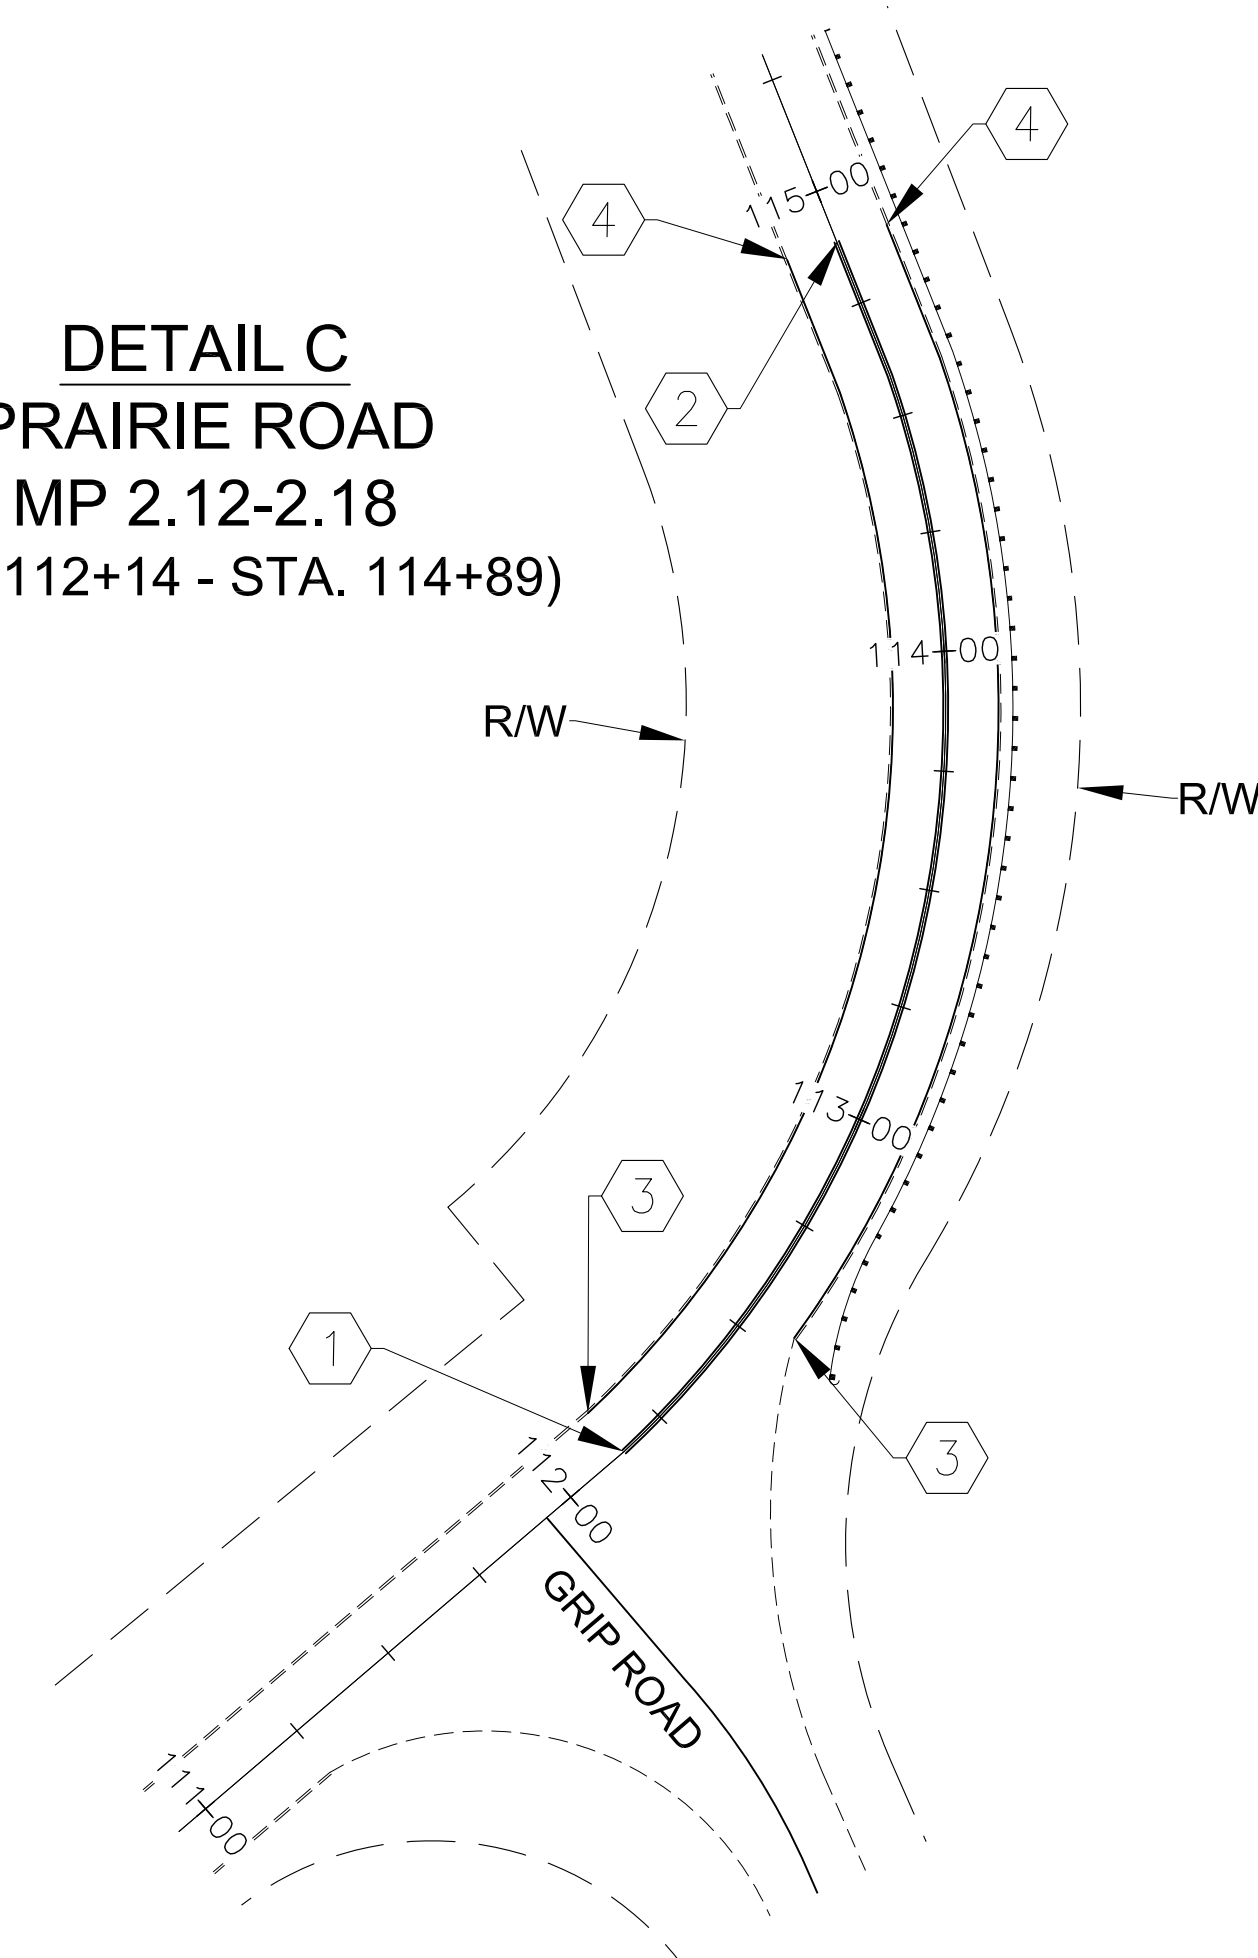 4
115+00
4
DETAIL C
PRAIRIE ROAD
2
MP 2.12-2.18
112+14 - STA. 114+89)
114+00
R/W
R/W
113+00
3
1
3
112+00
GRIP ROAD
111+00